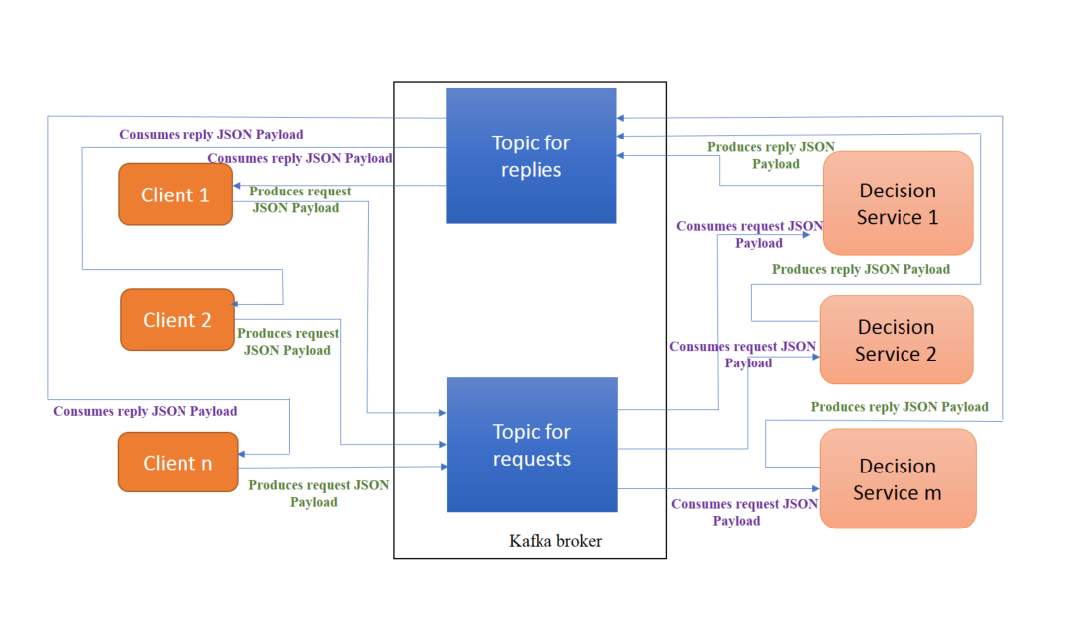 Consumes reply JSON Payload
Consumes reply JSON Payload
Client 1
Produces request
JSON Payload
Client 2
Produces request
JSON Payload
Consumes reply JSON Payload
Client n
Produces request JSON
Payload
Topic for
replies
Topic for
requests
Kafka broker
Produces reply JSON
Payload
Decision
Service 1
Consumes request JSON
Payload
Produces reply JSON Payload
Decision
Service 2
Consumes request JSON
Payload
Produces reply JSON Payload
Decision
Service m
Consumes request JSON
Payload